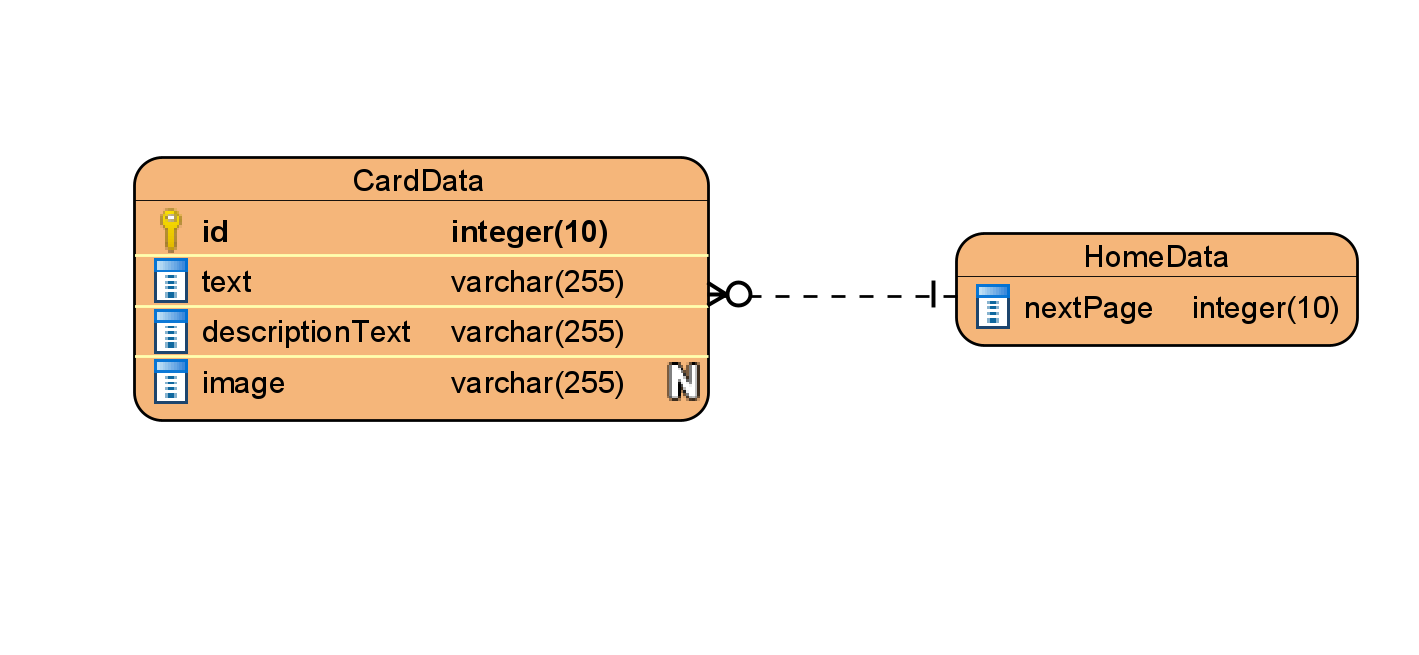 CardData
id integer(10)
text varchar(255)
descriptionText varchar(255)
image varchar(255) N
HomeData
nextPage integer(10)